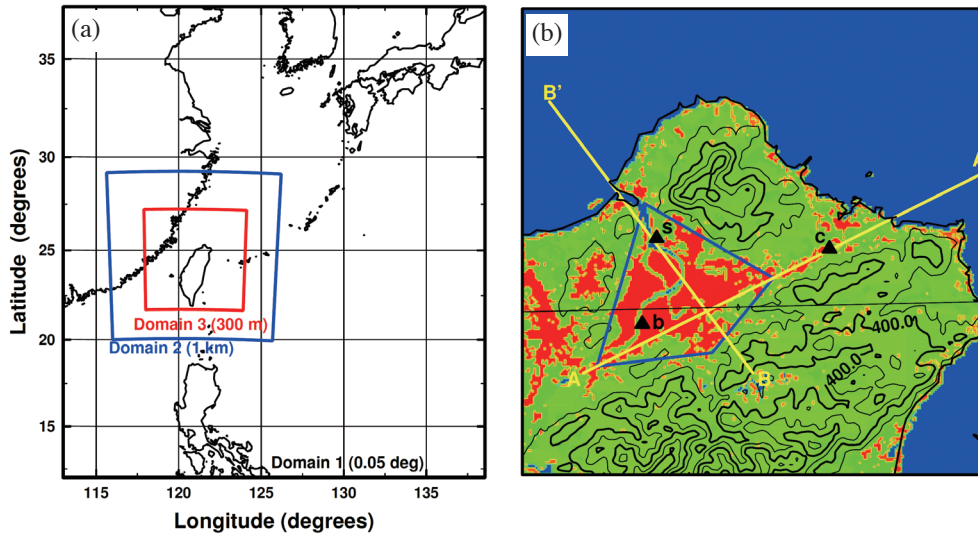 (a)
35
30
25
20
15
115
120
125
130
135
Latitude (degrees)
Longitude (degrees)
Domain 3 (300 m)
Domain 2 (1 km)
Domain 1 (0.05 deg)
(b)
B'
A
s
c
b
A
B
400.0
400.0